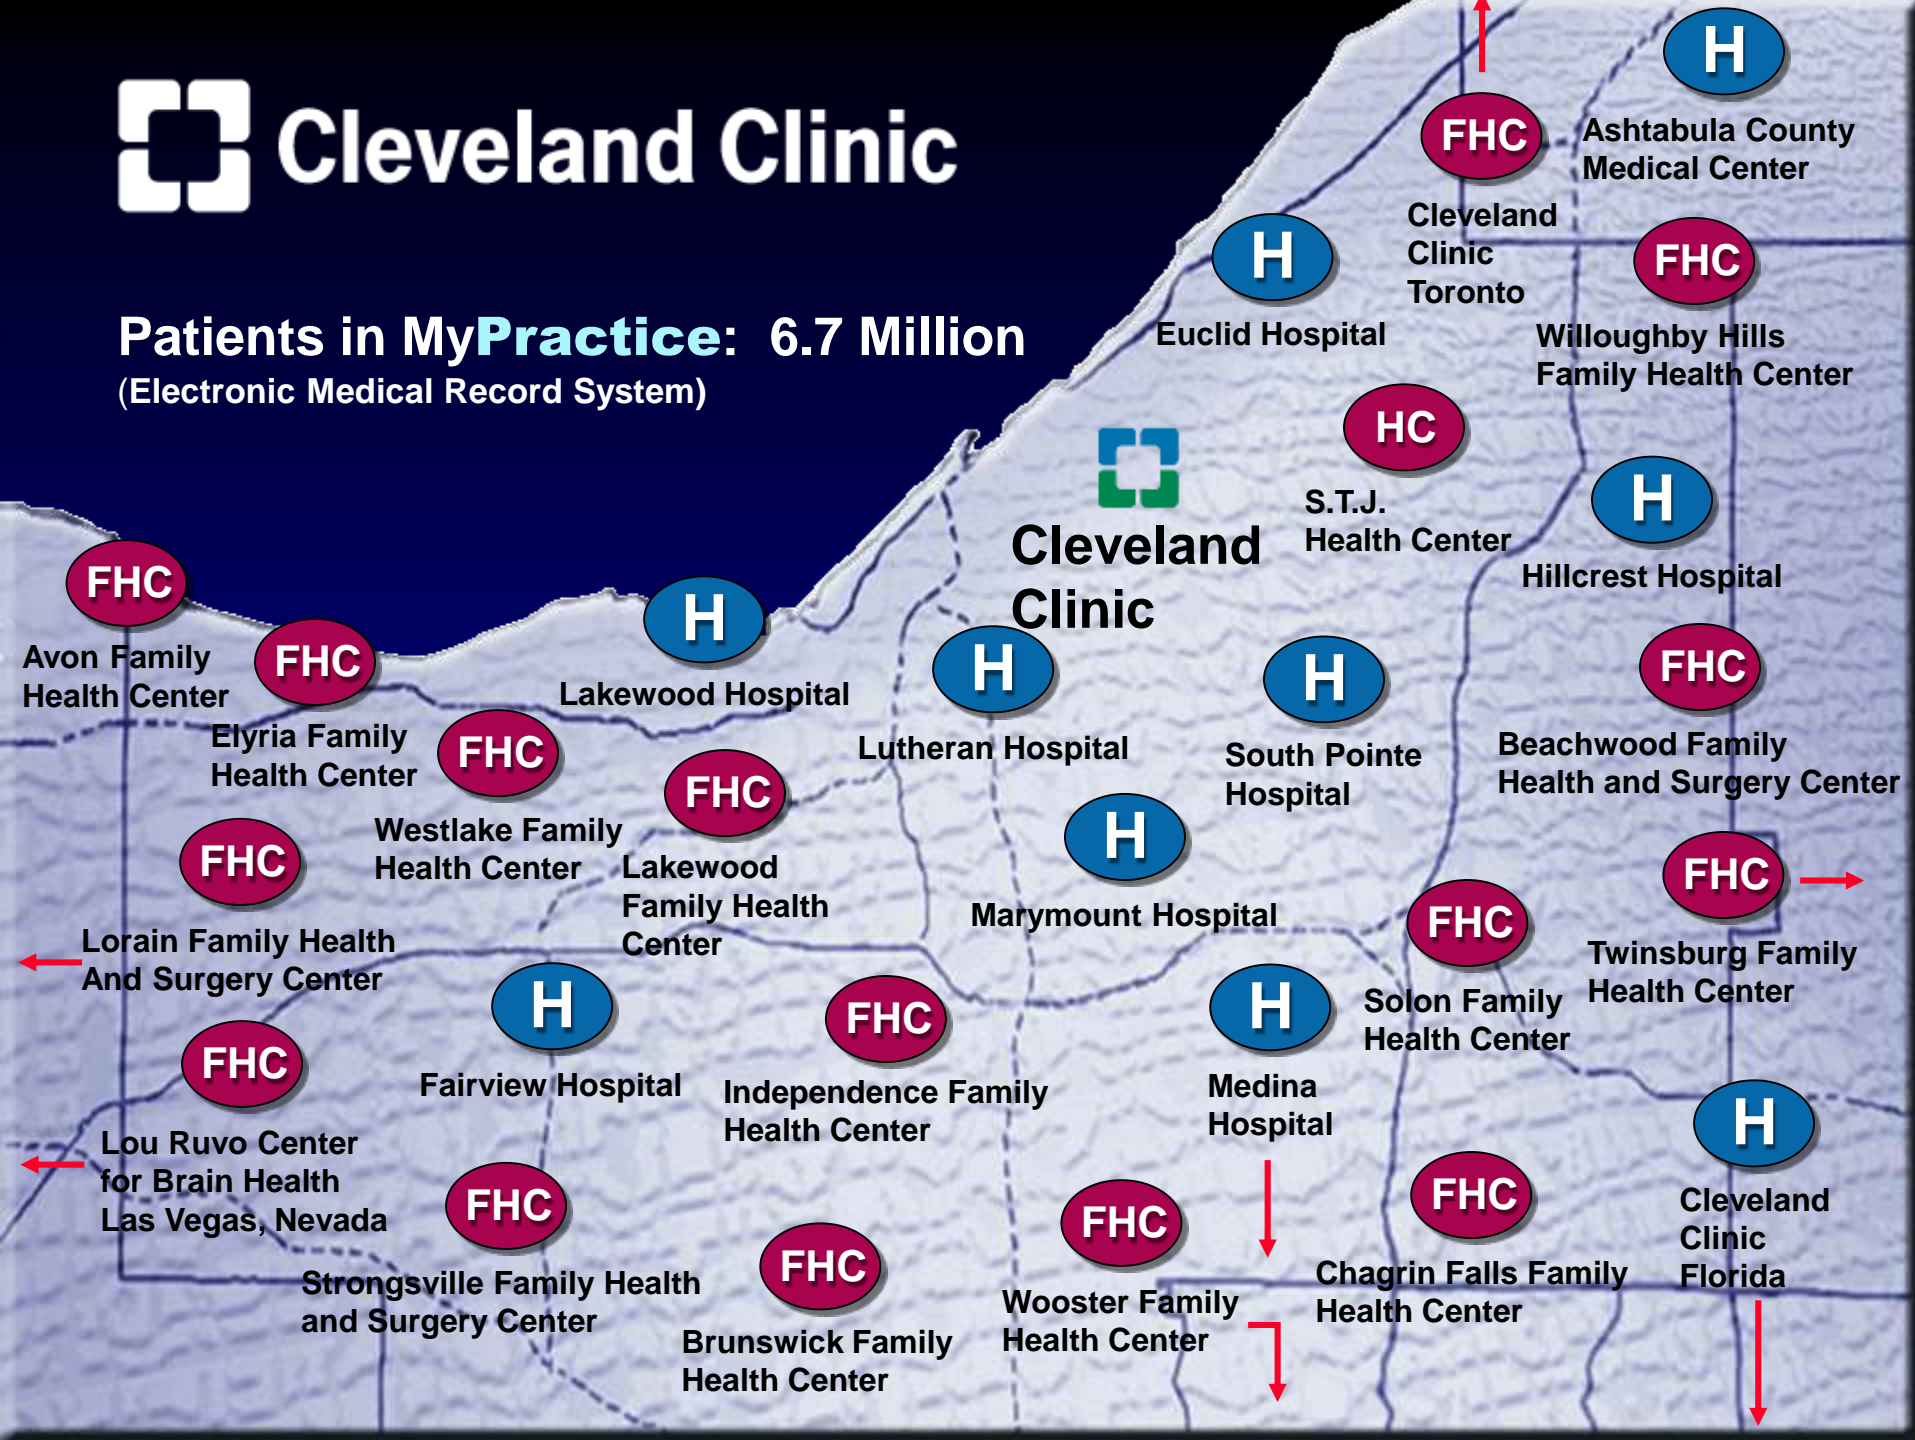 Cleveland Clinic
Patients in MyPractice: 6.7 Million
(Electronic Medical Record System)
H
Ashtabula County
Medical Center
FHC
Cleveland
Clinic
Toronto
H
Euclid Hospital
FHC
Willoughby Hills
Family Health Center
HC
S.T.J.
Health Center
Cleveland
Clinic
H
Hillcrest Hospital
FHC
Avon Family
Health Center
FHC
Elyria Family
Health Center
H
Lakewood Hospital
H
Lutheran Hospital
H
South Pointe
Hospital
FHC
Beachwood Family
Health and Surgery Center
FHC
Westlake Family
Health Center
FHC
Lakewood
Family Health
Center
H
Marymount Hospital
FHC
Lorain Family Health
And Surgery Center
FHC
Solon Family
Health Center
FHC
Twinsburg Family
Health Center
H
Fairview Hospital
FHC
Independence Family
Health Center
H
Medina
Hospital
FHC
Lou Ruvo Center
for Brain Health
Las Vegas, Nevada
H
Cleveland
Clinic
Florida
FHC
Strongsville Family Health
and Surgery Center
FHC
Brunswick Family
Health Center
FHC
Wooster Family
Health Center
FHC
Chagrin Falls Family
Health Center